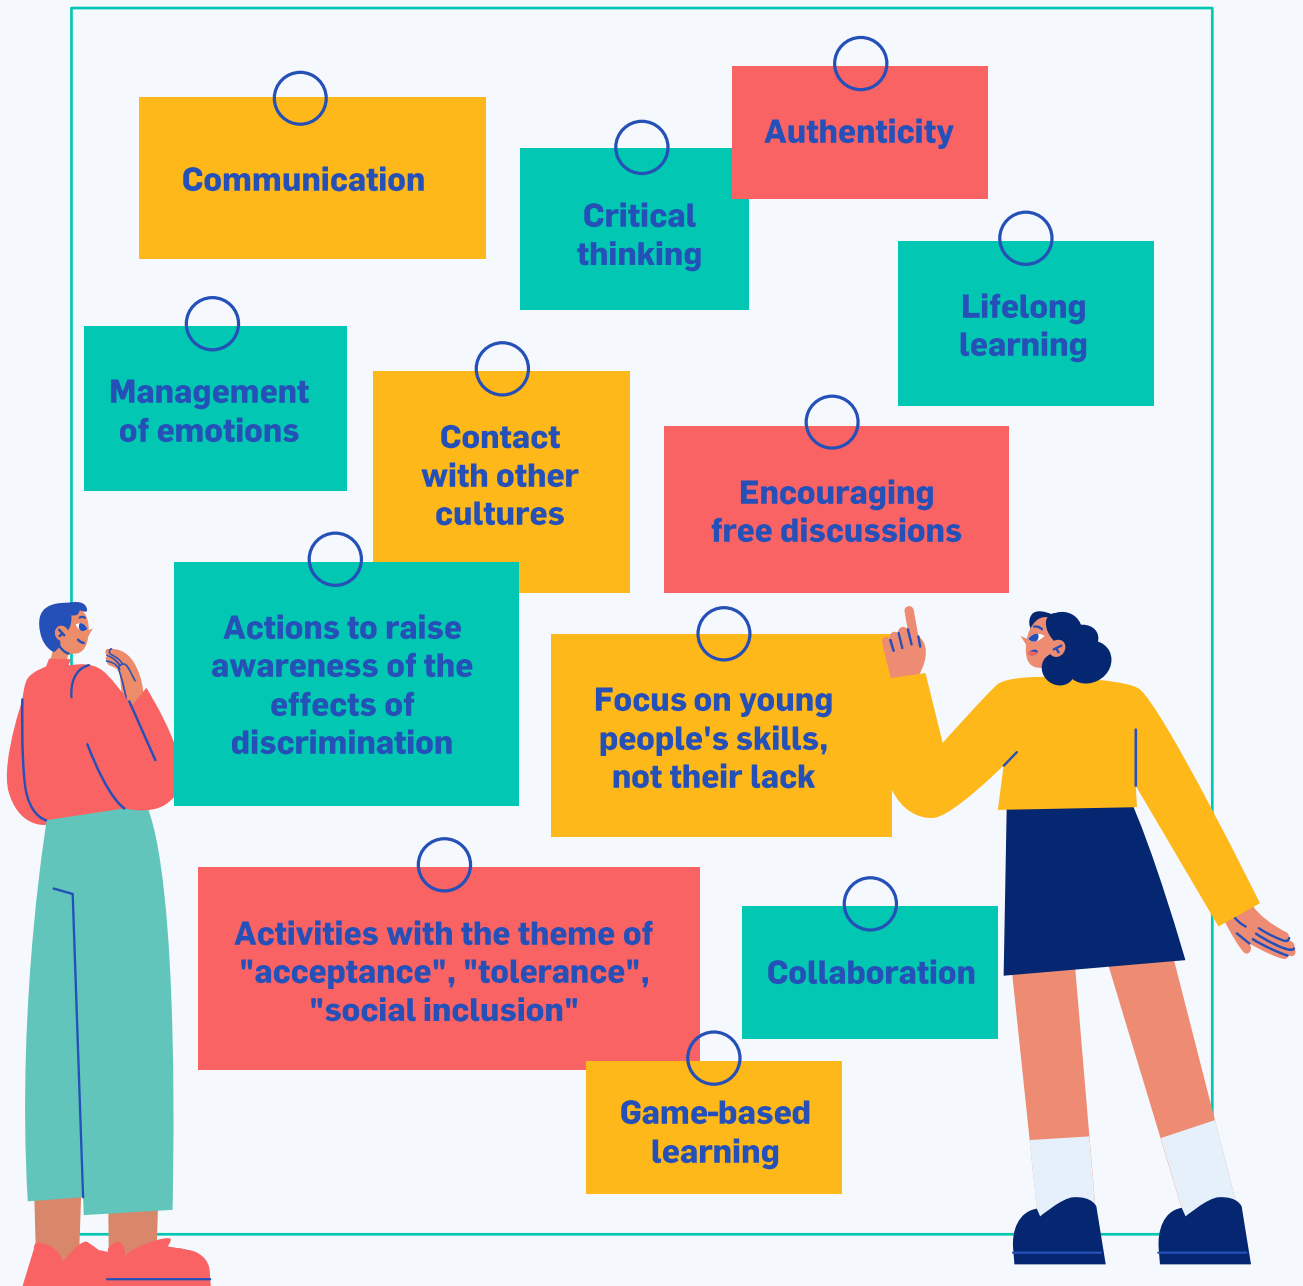 Communication
Authenticity
Critical
thinking
Lifelong
learning
Management
of emotions
Contact
with other
cultures
Encouraging
free discussions
Actions to raise
awareness of the
effects of
discrimination
Focus on young
people's skills,
not their lack
Activities with the theme of
"acceptance", "tolerance",
"social inclusion"
Collaboration
Game-based
learning